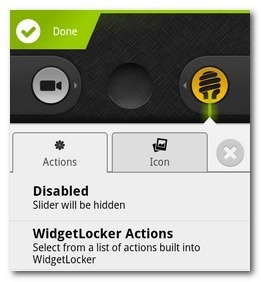 Done
Actions
Icon
Disabled
Slider will be hidden
WidgetLocker Actions
Select from a list of actions built into
WidgetLocker